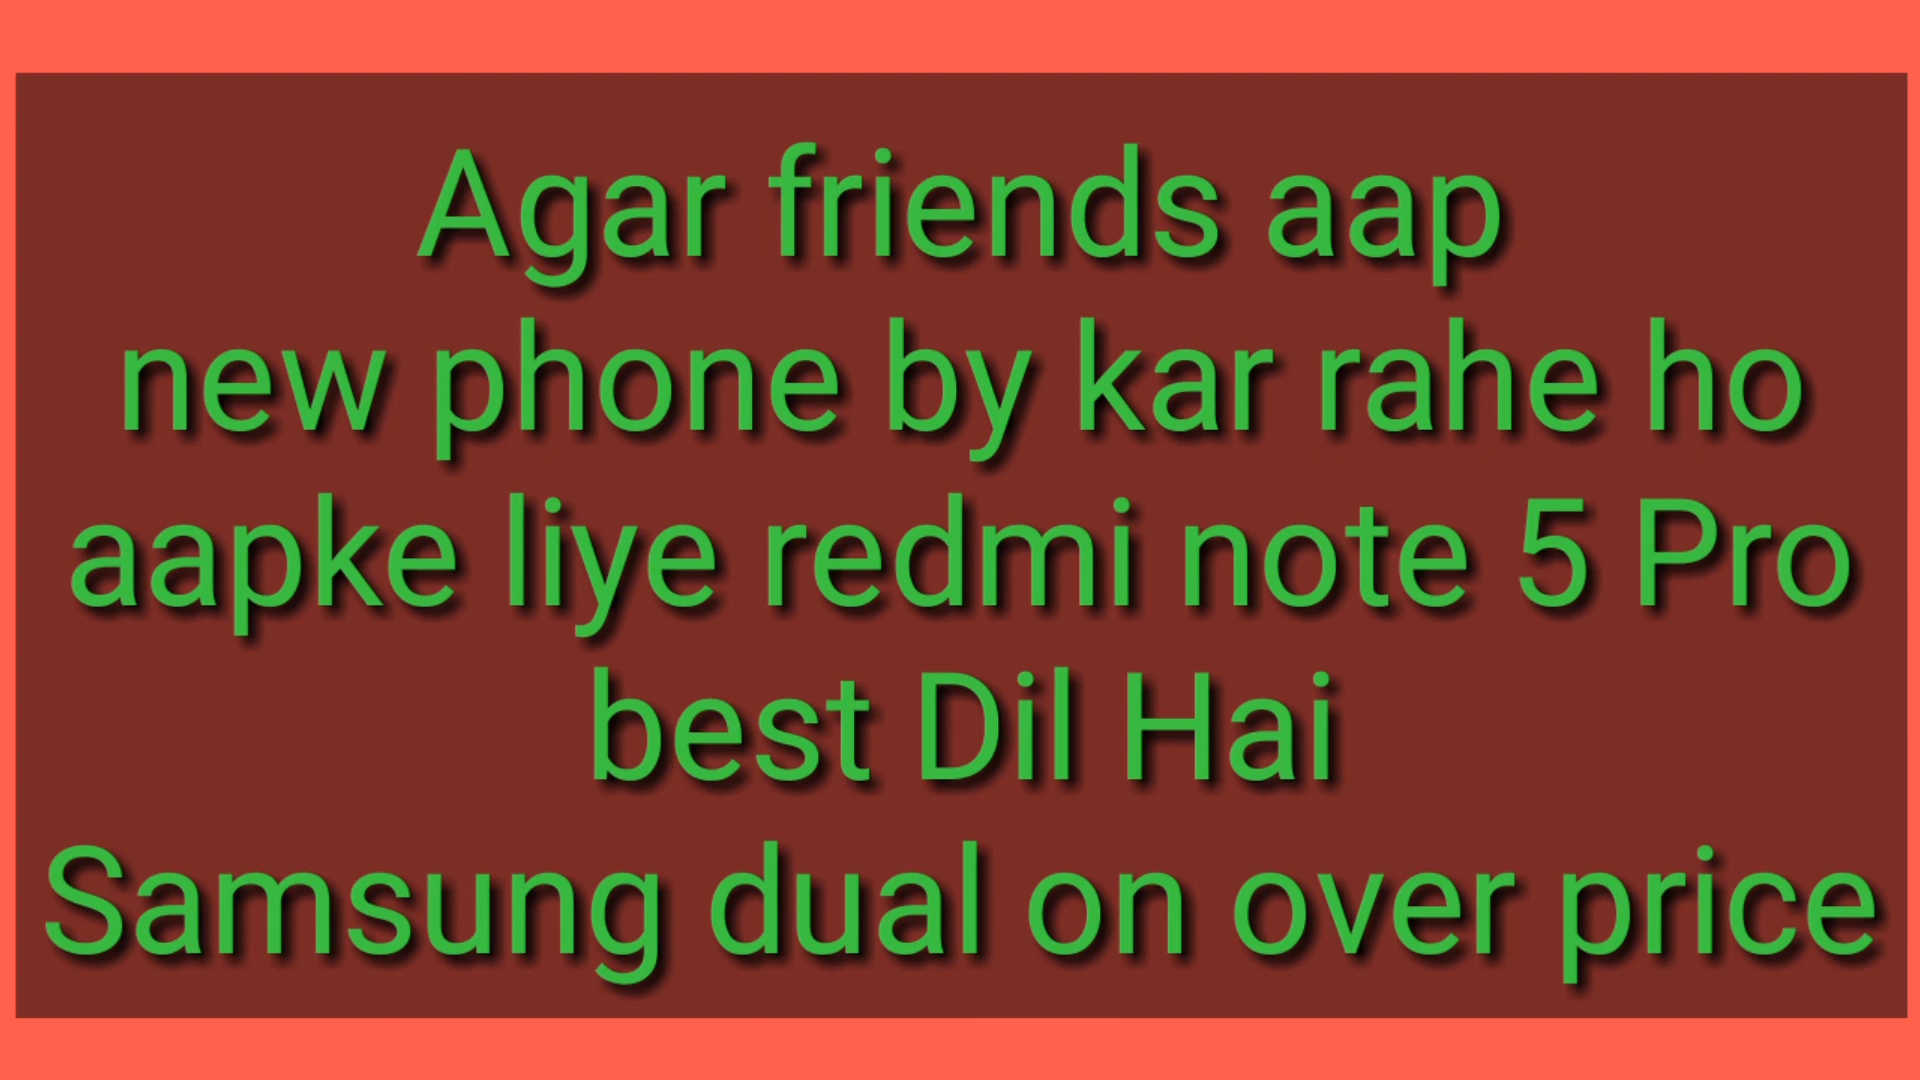 Agar friends aap
new phone by kar rahe ho
aapke liye redmi note 5 Pro
best Dil Hai
Samsung dual on over price